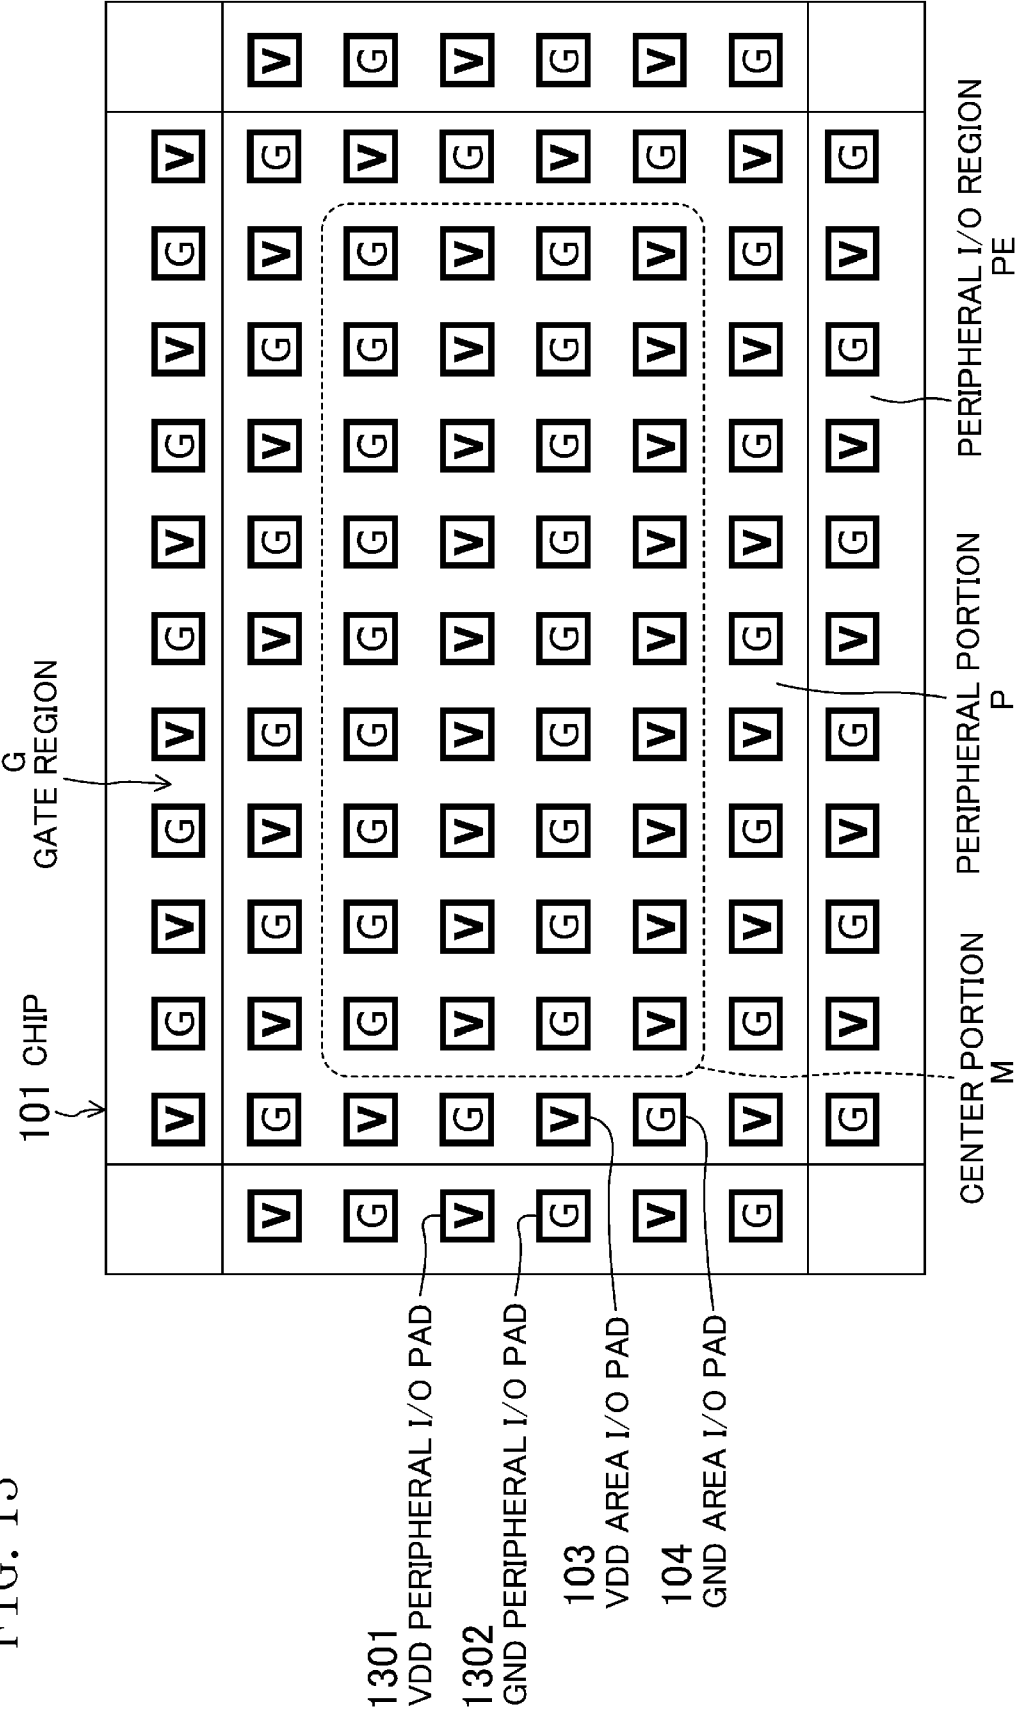 FIG. 13
101 CHIP
G
GATE REGION
V G V G V G V G V G V
V G V G V G V G V G V G V
G V G G G G G G G G G V G
V G V V V V V V V V V G V
G V G G G G G G G G G V G
V G V V V V V V V V V G V
G V G V G V G V G V G V G
G V G V G V G V G V G
1301
VDD PERIPHERAL I/O PAD
1302
GND PERIPHERAL I/O PAD
103
VDD AREA I/O PAD
104
GND AREA I/O PAD
CENTER PORTION
M
PERIPHERAL PORTION
P
PERIPHERAL I/O REGION
PE